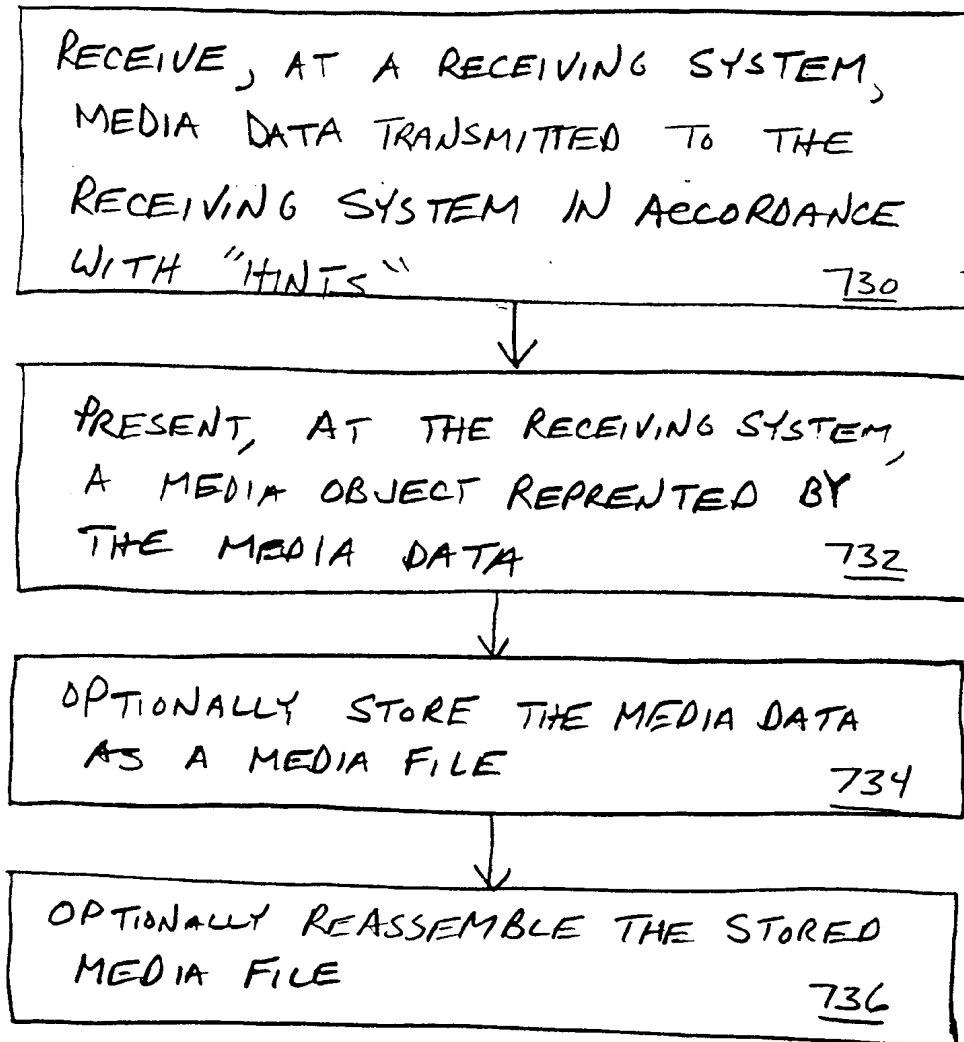 RECEIVE, AT A RECEIVING SYSTEM,
MEDIA DATA TRANSMITTED TO THE
RECEIVING SYSTEM IN ACCORDANCE
WITH "HINTS"
730
PRESENT, AT THE RECEIVING SYSTEM,
A MEDIA OBJECT REPRENTED BY
THE MEDIA DATA
732
OPTIONALLY STORE THE MEDIA DATA
AS A MEDIA FILE
734
OPTIONALLY REASSEMBLE THE STORED
MEDIA FILE
736